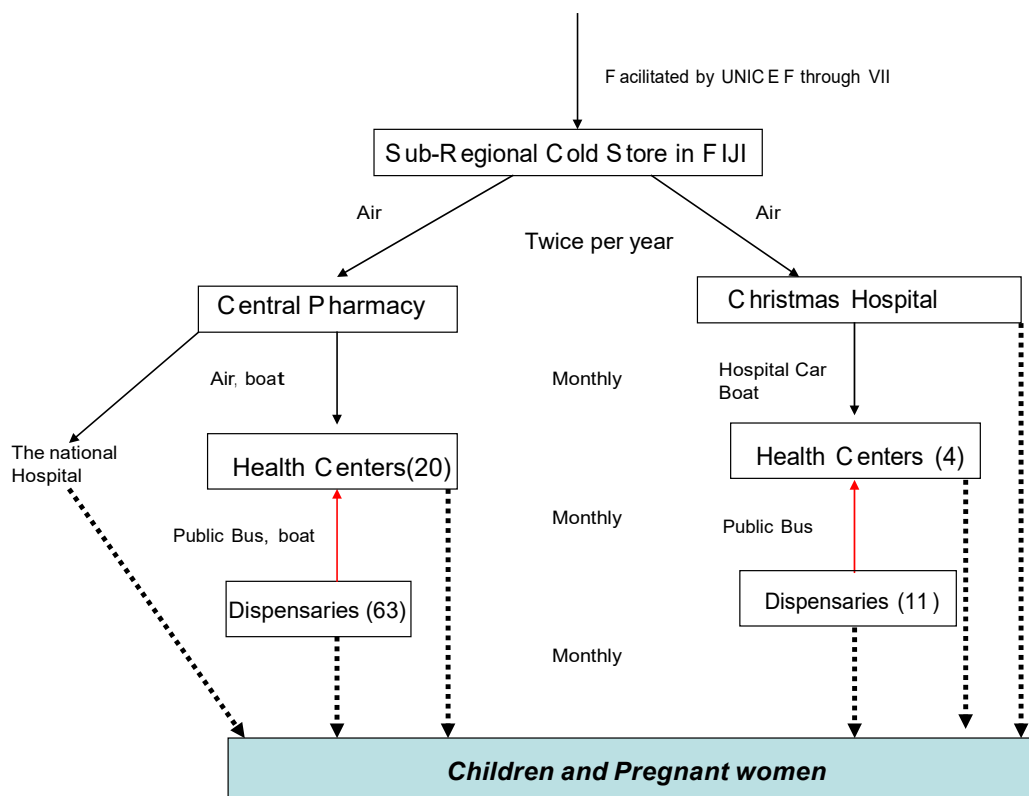 Facilitated by UNICEF through VII
Sub-Regional Cold Store in FIJI
Air
Air
Twice per year
Central Pharmacy
Christmas Hospital
Air, boat
Monthly
Hospital Car
Boat
The national
Hospital
Health Centers(20)
Health Centers (4)
Public Bus, boat
Monthly
Public Bus
Dispensaries (63)
Dispensaries (11)
Monthly
Children and Pregnant women